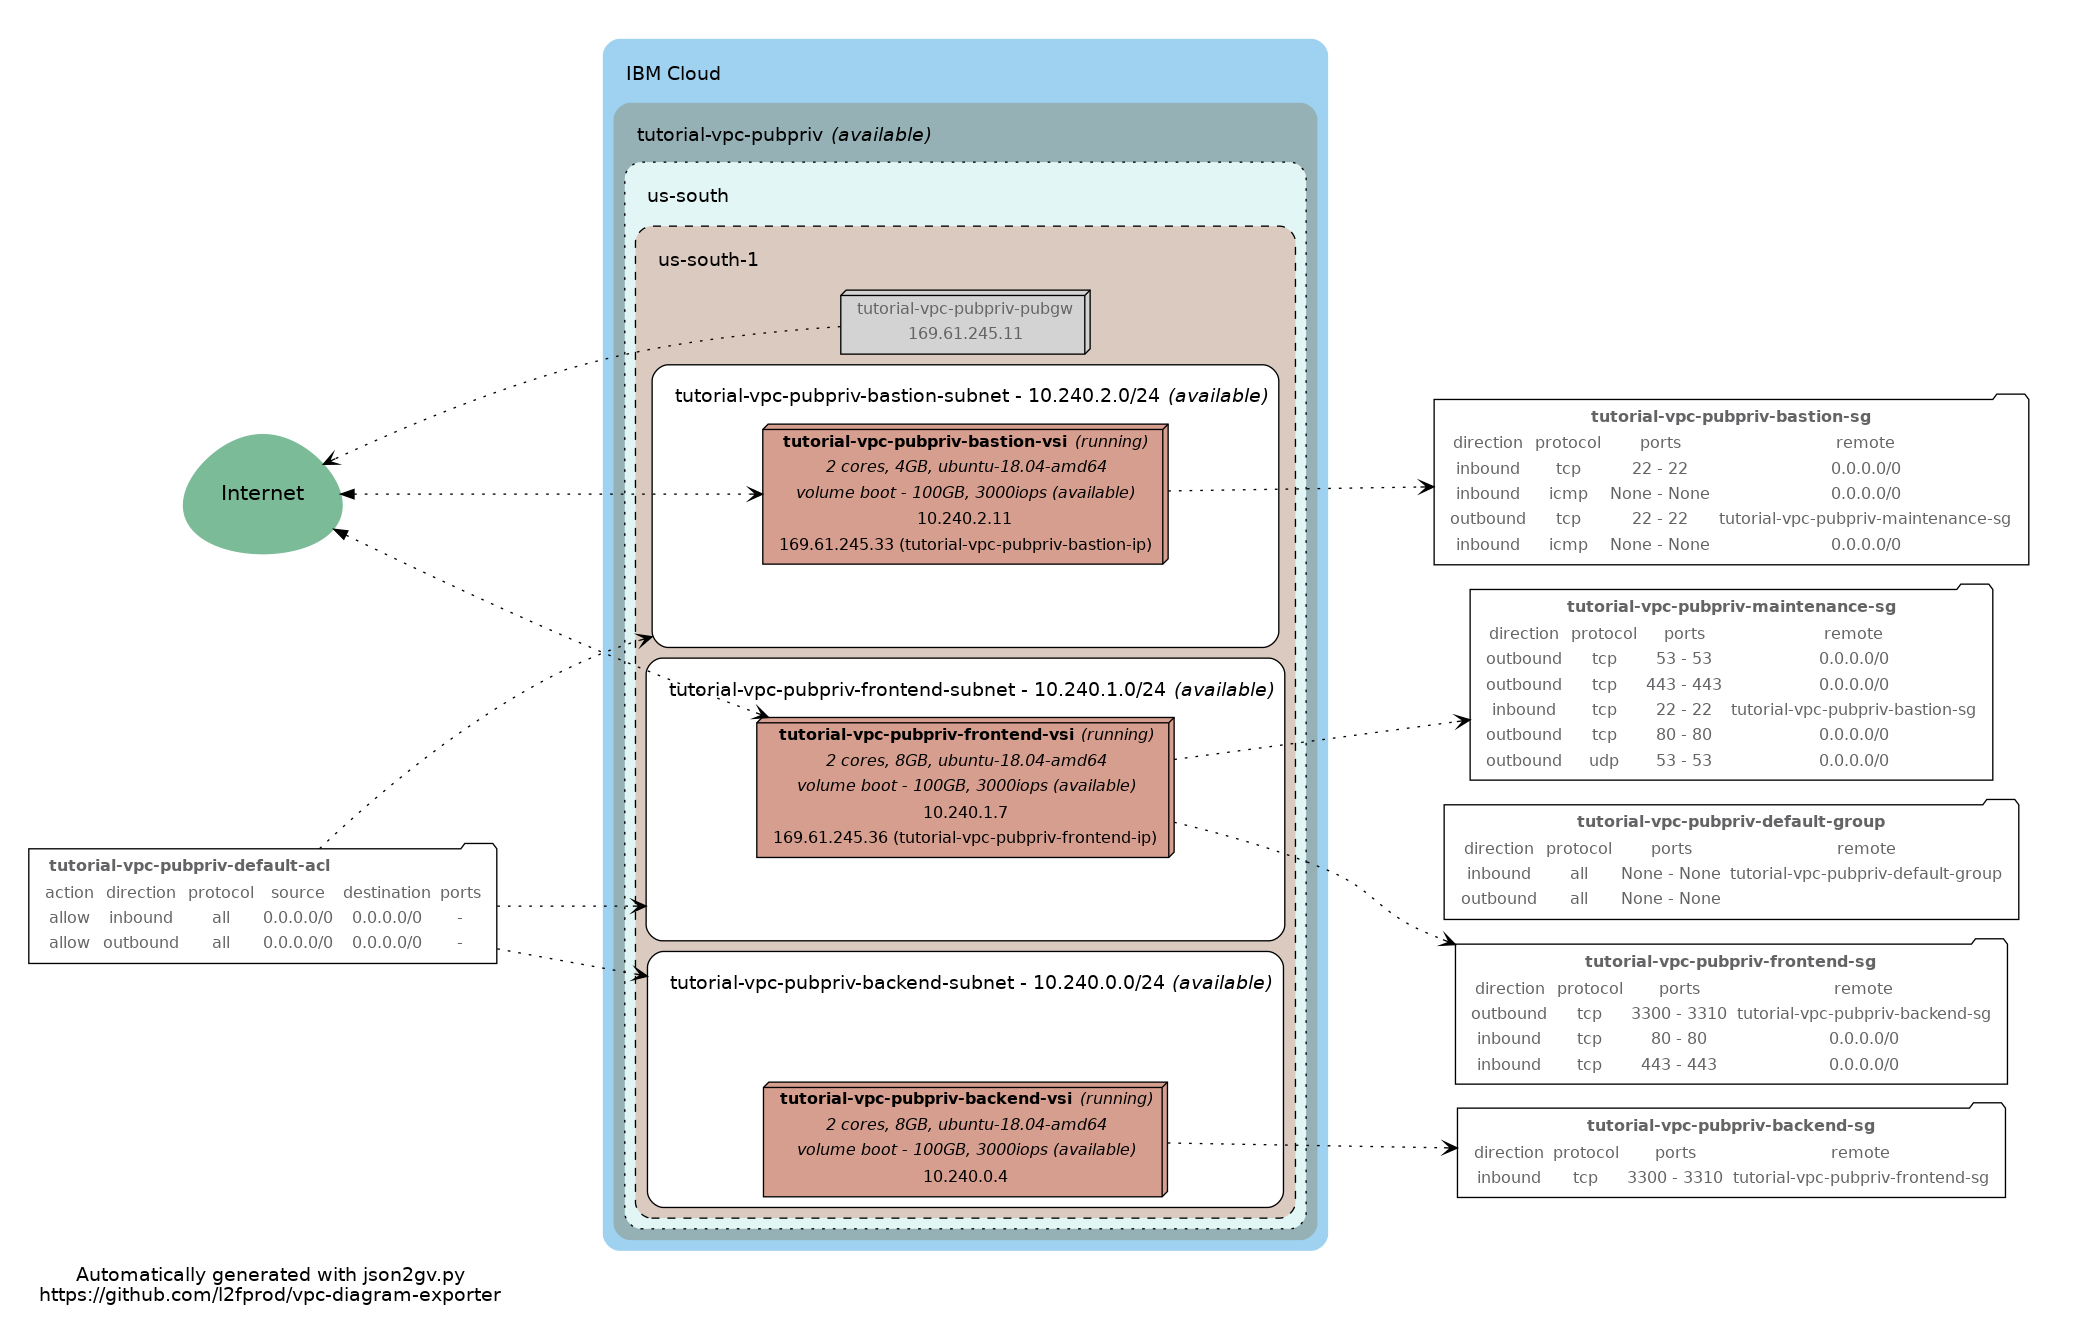 IBM Cloud
tutorial-vpc-pubpriv (available)
us-south
us-south-1
tutorial-vpc-pubpriv-pubgw
169.61.245.11
tutorial-vpc-pubpriv-bastion-subnet - 10.240.2.0/24 (available)
tutorial-vpc-pubpriv-bastion-vsi (running)
2 cores, 4GB, ubuntu-18.04-amd64
volume boot - 100GB, 3000iops (available)
10.240.2.11
169.61.245.33 (tutorial-vpc-pubpriv-bastion-ip)
Internet
tutorial-vpc-pubpriv-frontend-subnet - 10.240.1.0/24 (available)
tutorial-vpc-pubpriv-frontend-vsi (running)
2 cores, 8GB, ubuntu-18.04-amd64
volume boot - 100GB, 3000iops (available)
10.240.1.7
169.61.245.36 (tutorial-vpc-pubpriv-frontend-ip)
tutorial-vpc-pubpriv-default-acl
action direction protocol source destination ports
allow inbound all 0.0.0.0/0 0.0.0.0/0 -
allow outbound all 0.0.0.0/0 0.0.0.0/0 -
tutorial-vpc-pubpriv-backend-subnet - 10.240.0.0/24 (available)
tutorial-vpc-pubpriv-backend-vsi (running)
2 cores, 8GB, ubuntu-18.04-amd64
volume boot - 100GB, 3000iops (available)
10.240.0.4
tutorial-vpc-pubpriv-bastion-sg
direction protocol ports remote
inbound tcp 22 - 22 0.0.0.0/0
inbound icmp None - None 0.0.0.0/0
outbound tcp 22 - 22 tutorial-vpc-pubpriv-maintenance-sg
inbound icmp None - None 0.0.0.0/0
tutorial-vpc-pubpriv-maintenance-sg
direction protocol ports remote
outbound tcp 53 - 53 0.0.0.0/0
outbound tcp 443 - 443 0.0.0.0/0
inbound tcp 22 - 22 tutorial-vpc-pubpriv-bastion-sg
outbound tcp 80 - 80 0.0.0.0/0
outbound udp 53 - 53 0.0.0.0/0
tutorial-vpc-pubpriv-default-group
direction protocol ports remote
inbound all None - None tutorial-vpc-pubpriv-default-group
outbound all None - None
tutorial-vpc-pubpriv-frontend-sg
direction protocol ports remote
outbound tcp 3300 - 3310 tutorial-vpc-pubpriv-backend-sg
inbound tcp 80 - 80 0.0.0.0/0
inbound tcp 443 - 443 0.0.0.0/0
tutorial-vpc-pubpriv-backend-sg
direction protocol ports remote
inbound tcp 3300 - 3310 tutorial-vpc-pubpriv-frontend-sg
Automatically generated with json2gv.py
https://github.com/l2fprod/vpc-diagram-exporter